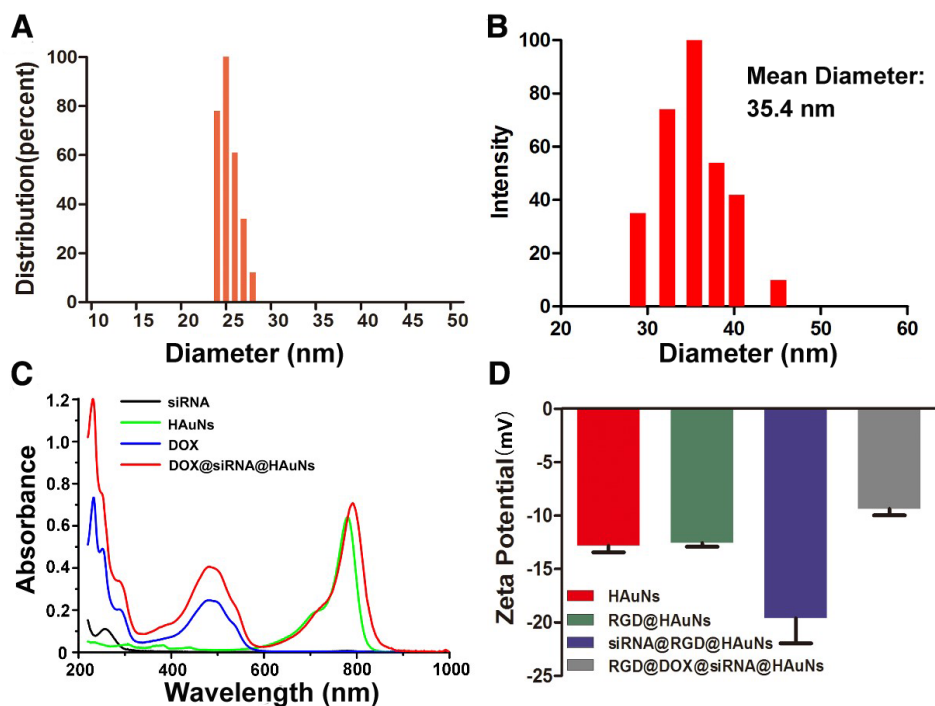 A
Distribution(percent)
100
80
60
40
20
0
10 15 20 25 30 35 40 45 50
Diameter (nm)
B
Intensity
100
80
60
40
20
0
Mean Diameter:
35.4 nm
20 30 40 50 60
Diameter (nm)
C
Absorbance
1.2
1.0
0.8
0.6
0.4
0.2
0
siRNA
HAuNs
DOX
DOX@siRNA@HAuNs
200 400 600 800 1000
Wavelength (nm)
D
Zeta Potential(mV)
0
-5
-10
-15
-20
-25
HAuNs
RGD@HAuNs
siRNA@RGD@HAuNs
RGD@DOX@siRNA@HAuNs